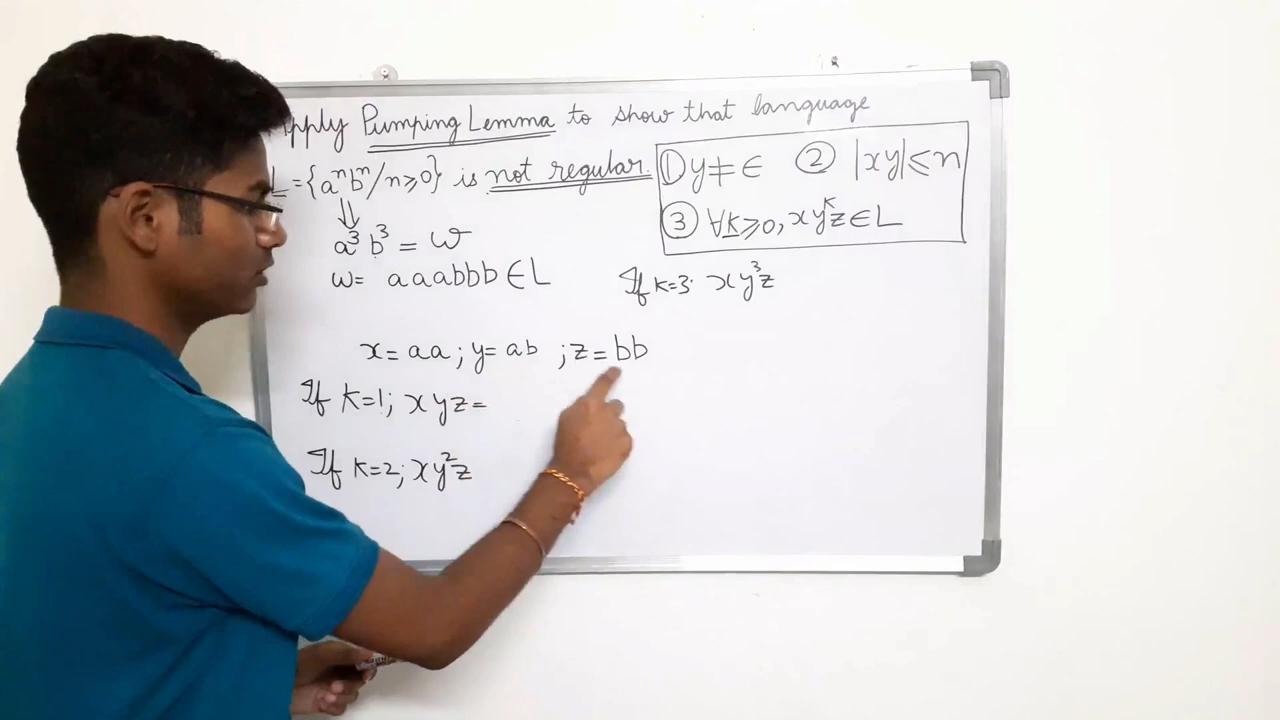 pply Pumping Lemma to show that language
L={aⁿbⁿ/n≥0} is not regular.
① y≠∈ ② |xy|≤n
③ ∀k≥0, xyᵏz∈L
⇓
a³b³ = w
w= aaabbb∈L
If k=3; xy³z
x= aa; y= ab ; z= bb
If k=1; xyz=
If k=2; xy²z